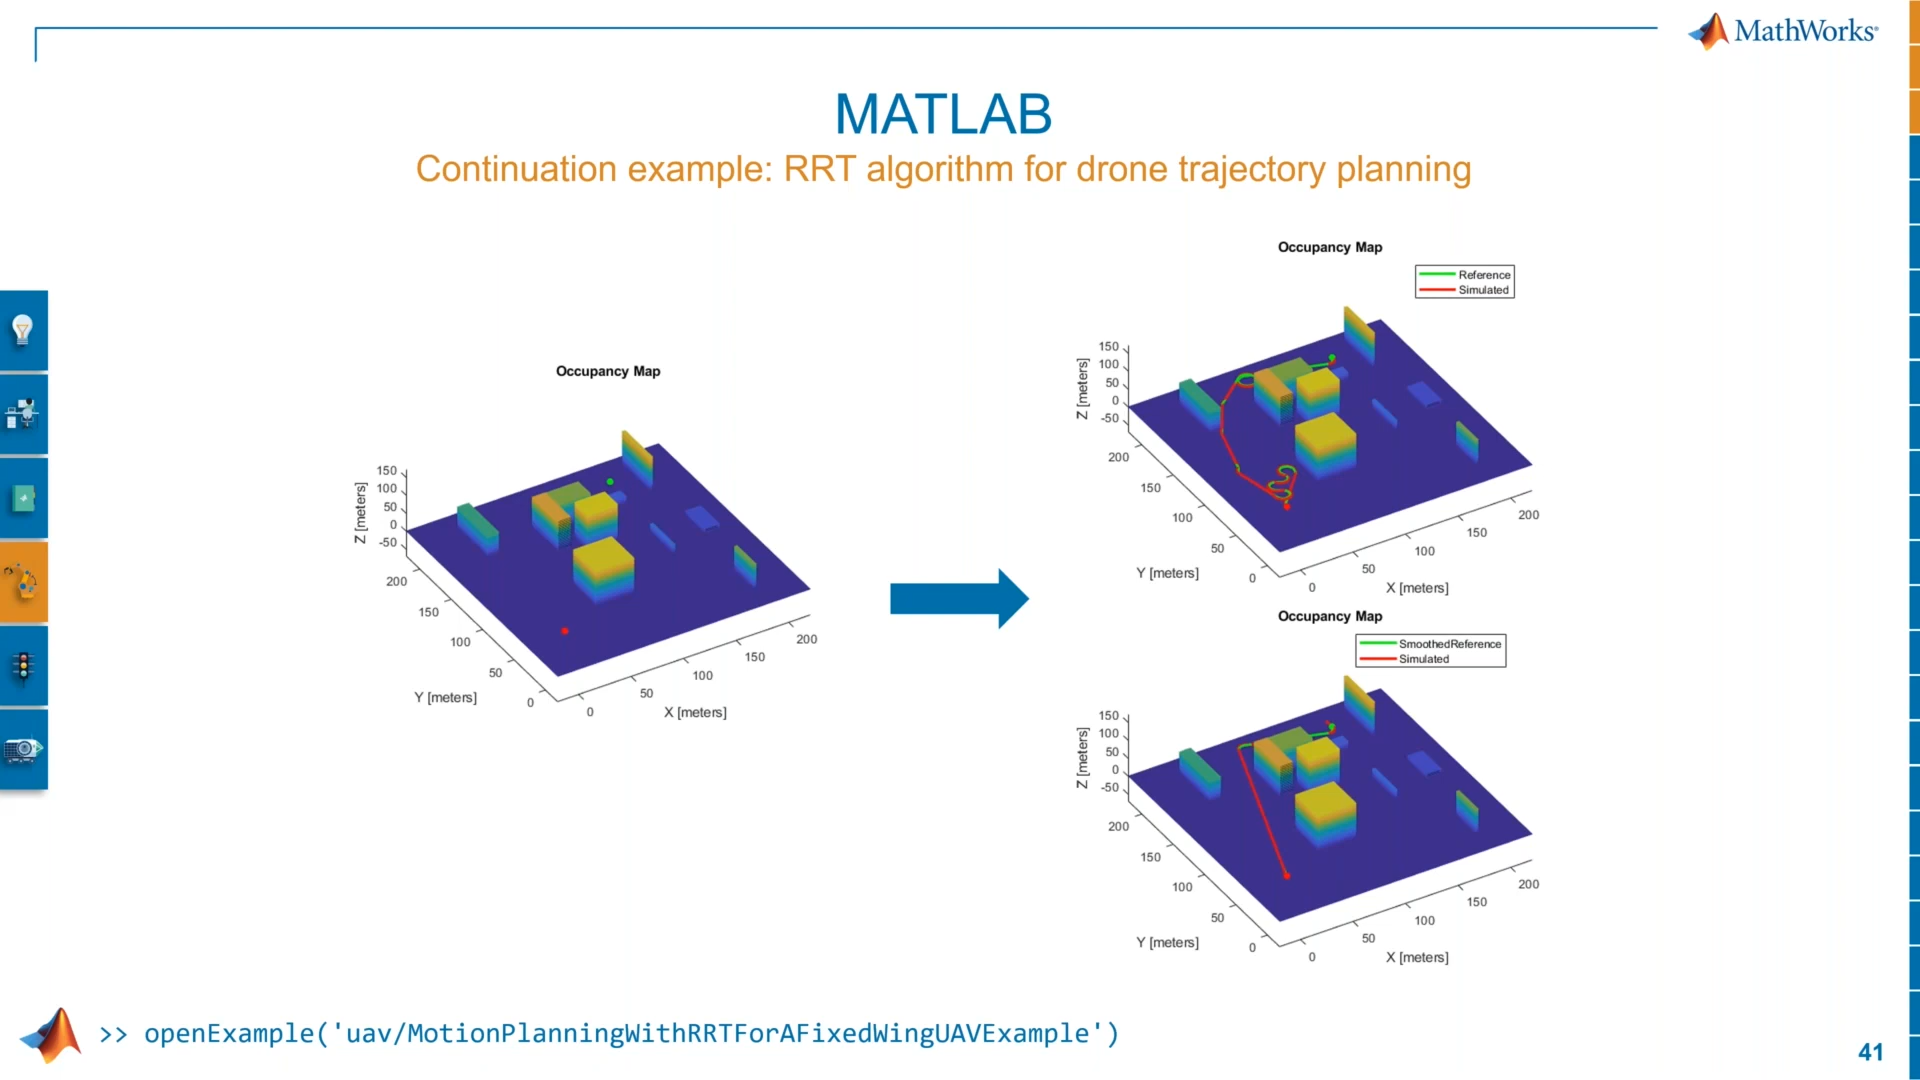 MathWorks®
MATLAB
Continuation example: RRT algorithm for drone trajectory planning
Occupancy Map
150
100
50
0
-50
Z [meters]
200
150
100
50
0
Y [meters]
0
50
100
150
200
X [meters]
Occupancy Map
Reference
Simulated
150
100
50
0
-50
Z [meters]
200
150
100
50
0
Y [meters]
0
50
100
150
200
X [meters]
Occupancy Map
SmoothedReference
Simulated
150
100
50
0
-50
Z [meters]
200
150
100
50
0
Y [meters]
0
50
100
150
200
X [meters]
>> openExample('uav/MotionPlanningWithRRTForAFixedWingUAVExample')
41